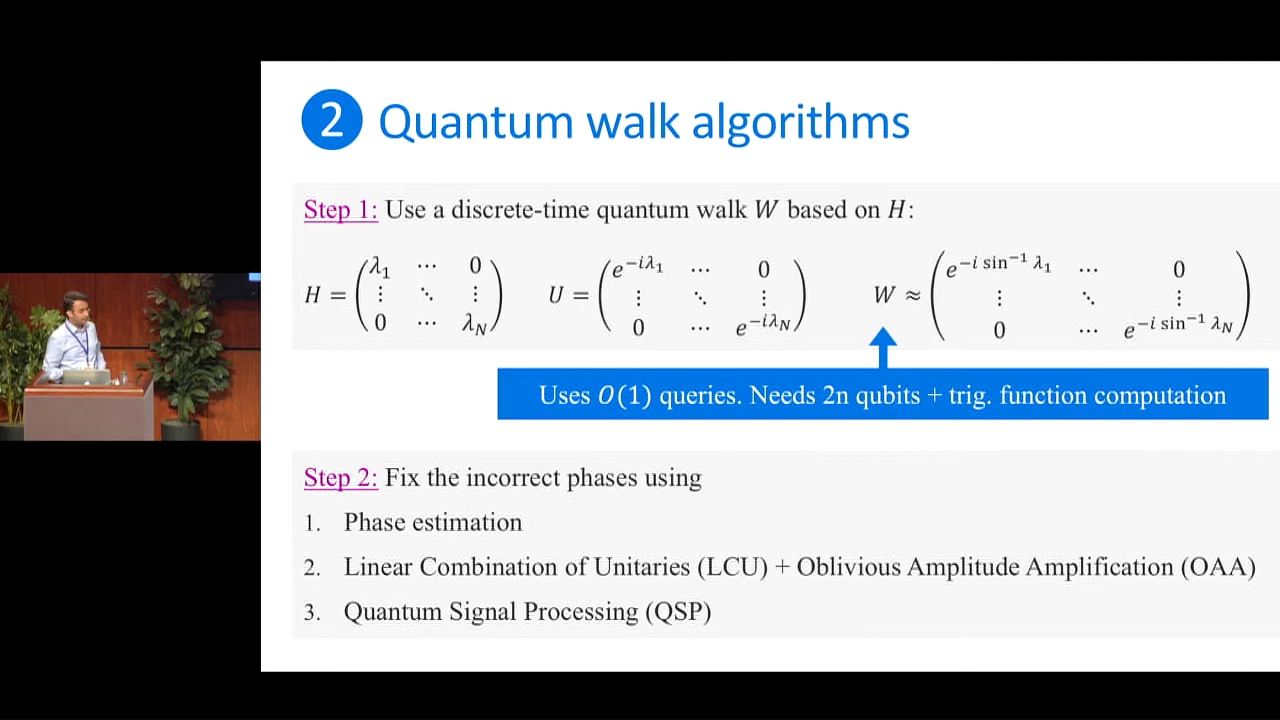 2 Quantum walk algorithms
Step 1: Use a discrete-time quantum walk W based on H:
H = (λ₁ ⋯ 0 ⋮ ⋱ ⋮ 0 ⋯ λ_N) U = (e^{−iλ₁} ⋯ 0 ⋮ ⋱ ⋮ 0 ⋯ e^{−iλ_N}) W ≈ (e^{−i sin⁻¹ λ₁} ⋯ 0 ⋮ ⋱ ⋮ 0 ⋯ e^{−i sin⁻¹ λ_N})
Uses O(1) queries. Needs 2n qubits + trig. function computation
Step 2: Fix the incorrect phases using
1. Phase estimation
2. Linear Combination of Unitaries (LCU) + Oblivious Amplitude Amplification (OAA)
3. Quantum Signal Processing (QSP)